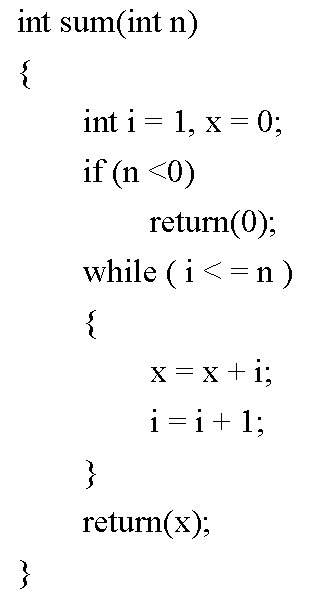 int sum(int n)
{
int i = 1, x = 0;
if (n <0)
return(0);
while ( i < = n )
{
x = x + i;
i = i + 1;
}
return(x);
}